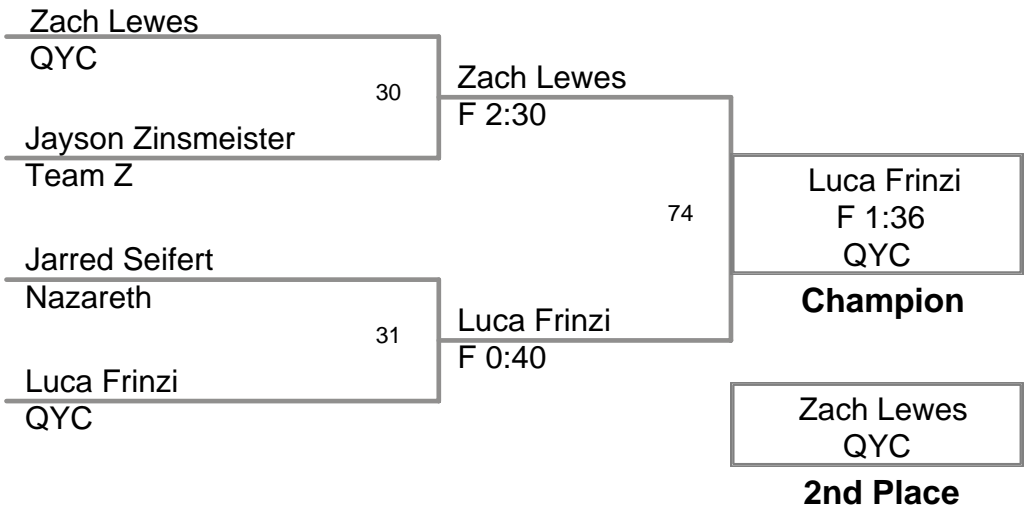 Zach Lewes
QYC
30
Jayson Zinsmeister
Team Z
Zach Lewes
F 2:30
Jarred Seifert
Nazareth
31
Luca Frinzi
QYC
Luca Frinzi
F 0:40
74
Luca Frinzi
F 1:36
QYC
Champion
Zach Lewes
QYC
2nd Place